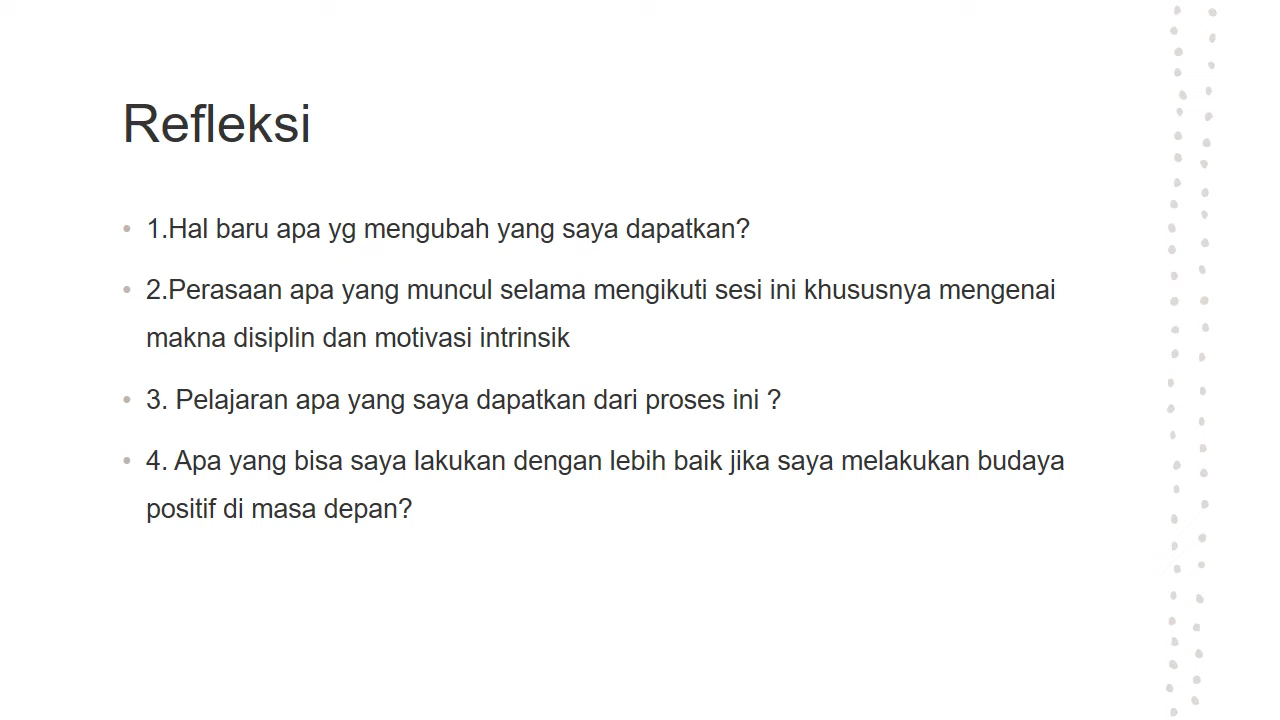 Refleksi
• 1.Hal baru apa yg mengubah yang saya dapatkan?
• 2.Perasaan apa yang muncul selama mengikuti sesi ini khususnya mengenai
makna disiplin dan motivasi intrinsik
• 3. Pelajaran apa yang saya dapatkan dari proses ini ?
• 4. Apa yang bisa saya lakukan dengan lebih baik jika saya melakukan budaya
positif di masa depan?